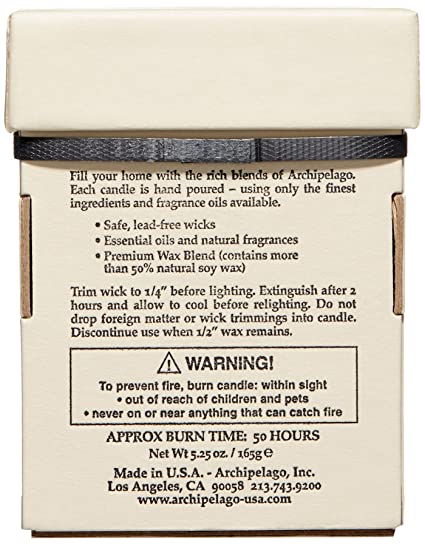 Fill your home with the rich blends of Archipelago.
Each candle is hand poured – using only the finest
ingredients and fragrance oils available.
• Safe, lead-free wicks
• Essential oils and natural fragrances
• Premium Wax Blend (contains more
than 50% natural soy wax)
Trim wick to 1/4" before lighting. Extinguish after 2
hours and allow to cool before relighting. Do not
drop foreign matter or wick trimmings into candle.
Discontinue use when 1/2" wax remains.
⚠ WARNING!
To prevent fire, burn candle: within sight
• out of reach of children and pets
• never on or near anything that can catch fire
APPROX BURN TIME: 50 HOURS
Net Wt 5.25 oz. / 165g ℮
Made in U.S.A. - Archipelago, Inc.
Los Angeles, CA 90058 213.743.9200
www.archipelago-usa.com